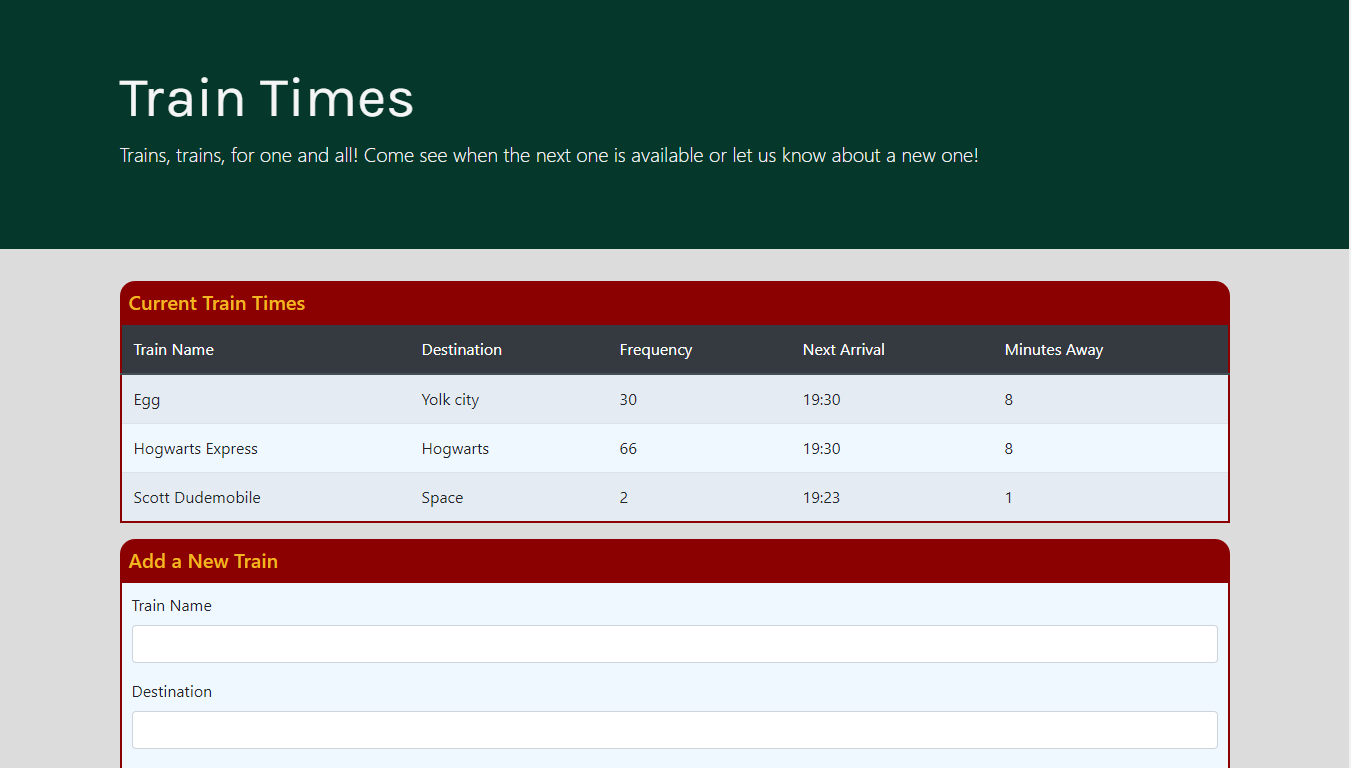 Train Times
Trains, trains, for one and all! Come see when the next one is available or let us know about a new one!
Current Train Times
Train Name Destination Frequency Next Arrival Minutes Away
Egg Yolk city 30 19:30 8
Hogwarts Express Hogwarts 66 19:30 8
Scott Dudemobile Space 2 19:23 1
Add a New Train
Train Name
Destination